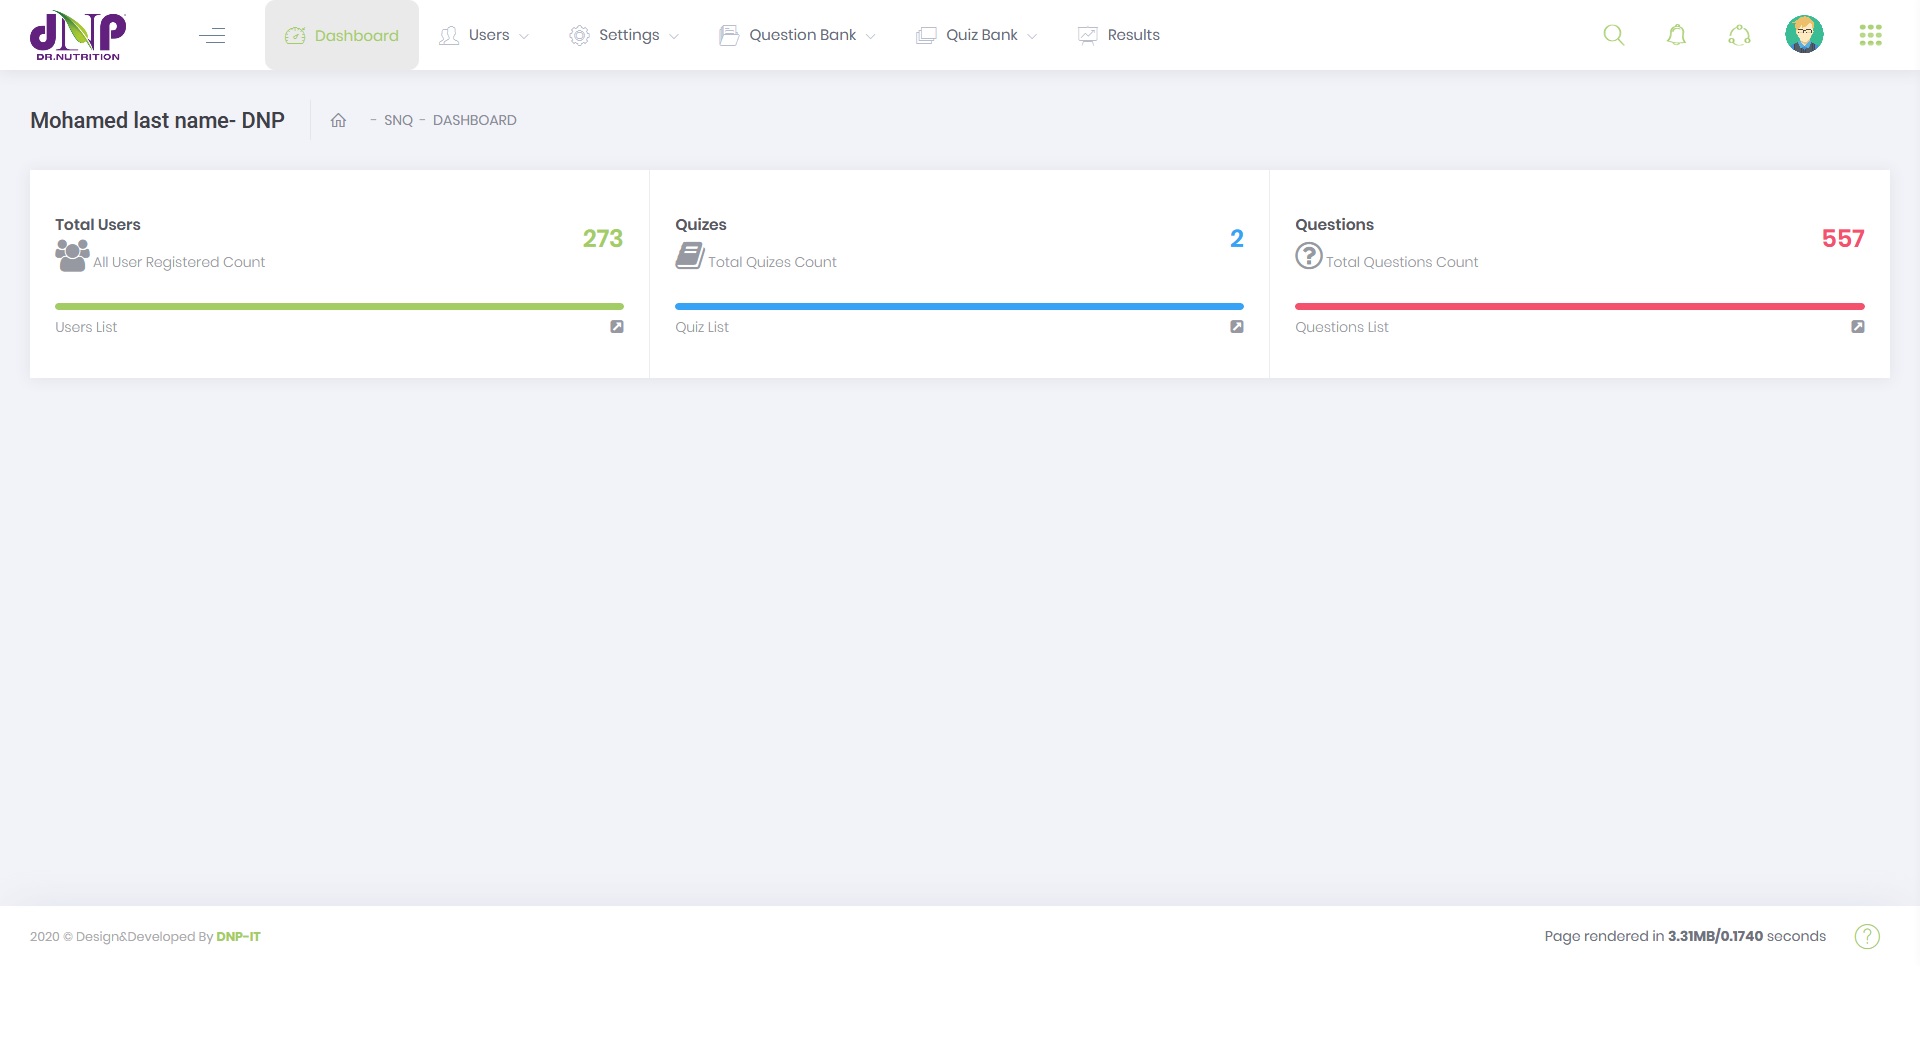 dNP
DR.NUTRITION
Dashboard
Users
Settings
Question Bank
Quiz Bank
Results
Mohamed last name- DNP
- SNQ - DASHBOARD
Total Users
273
All User Registered Count
Users List
Quizes
2
Total Quizes Count
Quiz List
Questions
557
Total Questions Count
Questions List
2020 © Design&Developed By DNP-IT
Page rendered in 3.31MB/0.1740 seconds